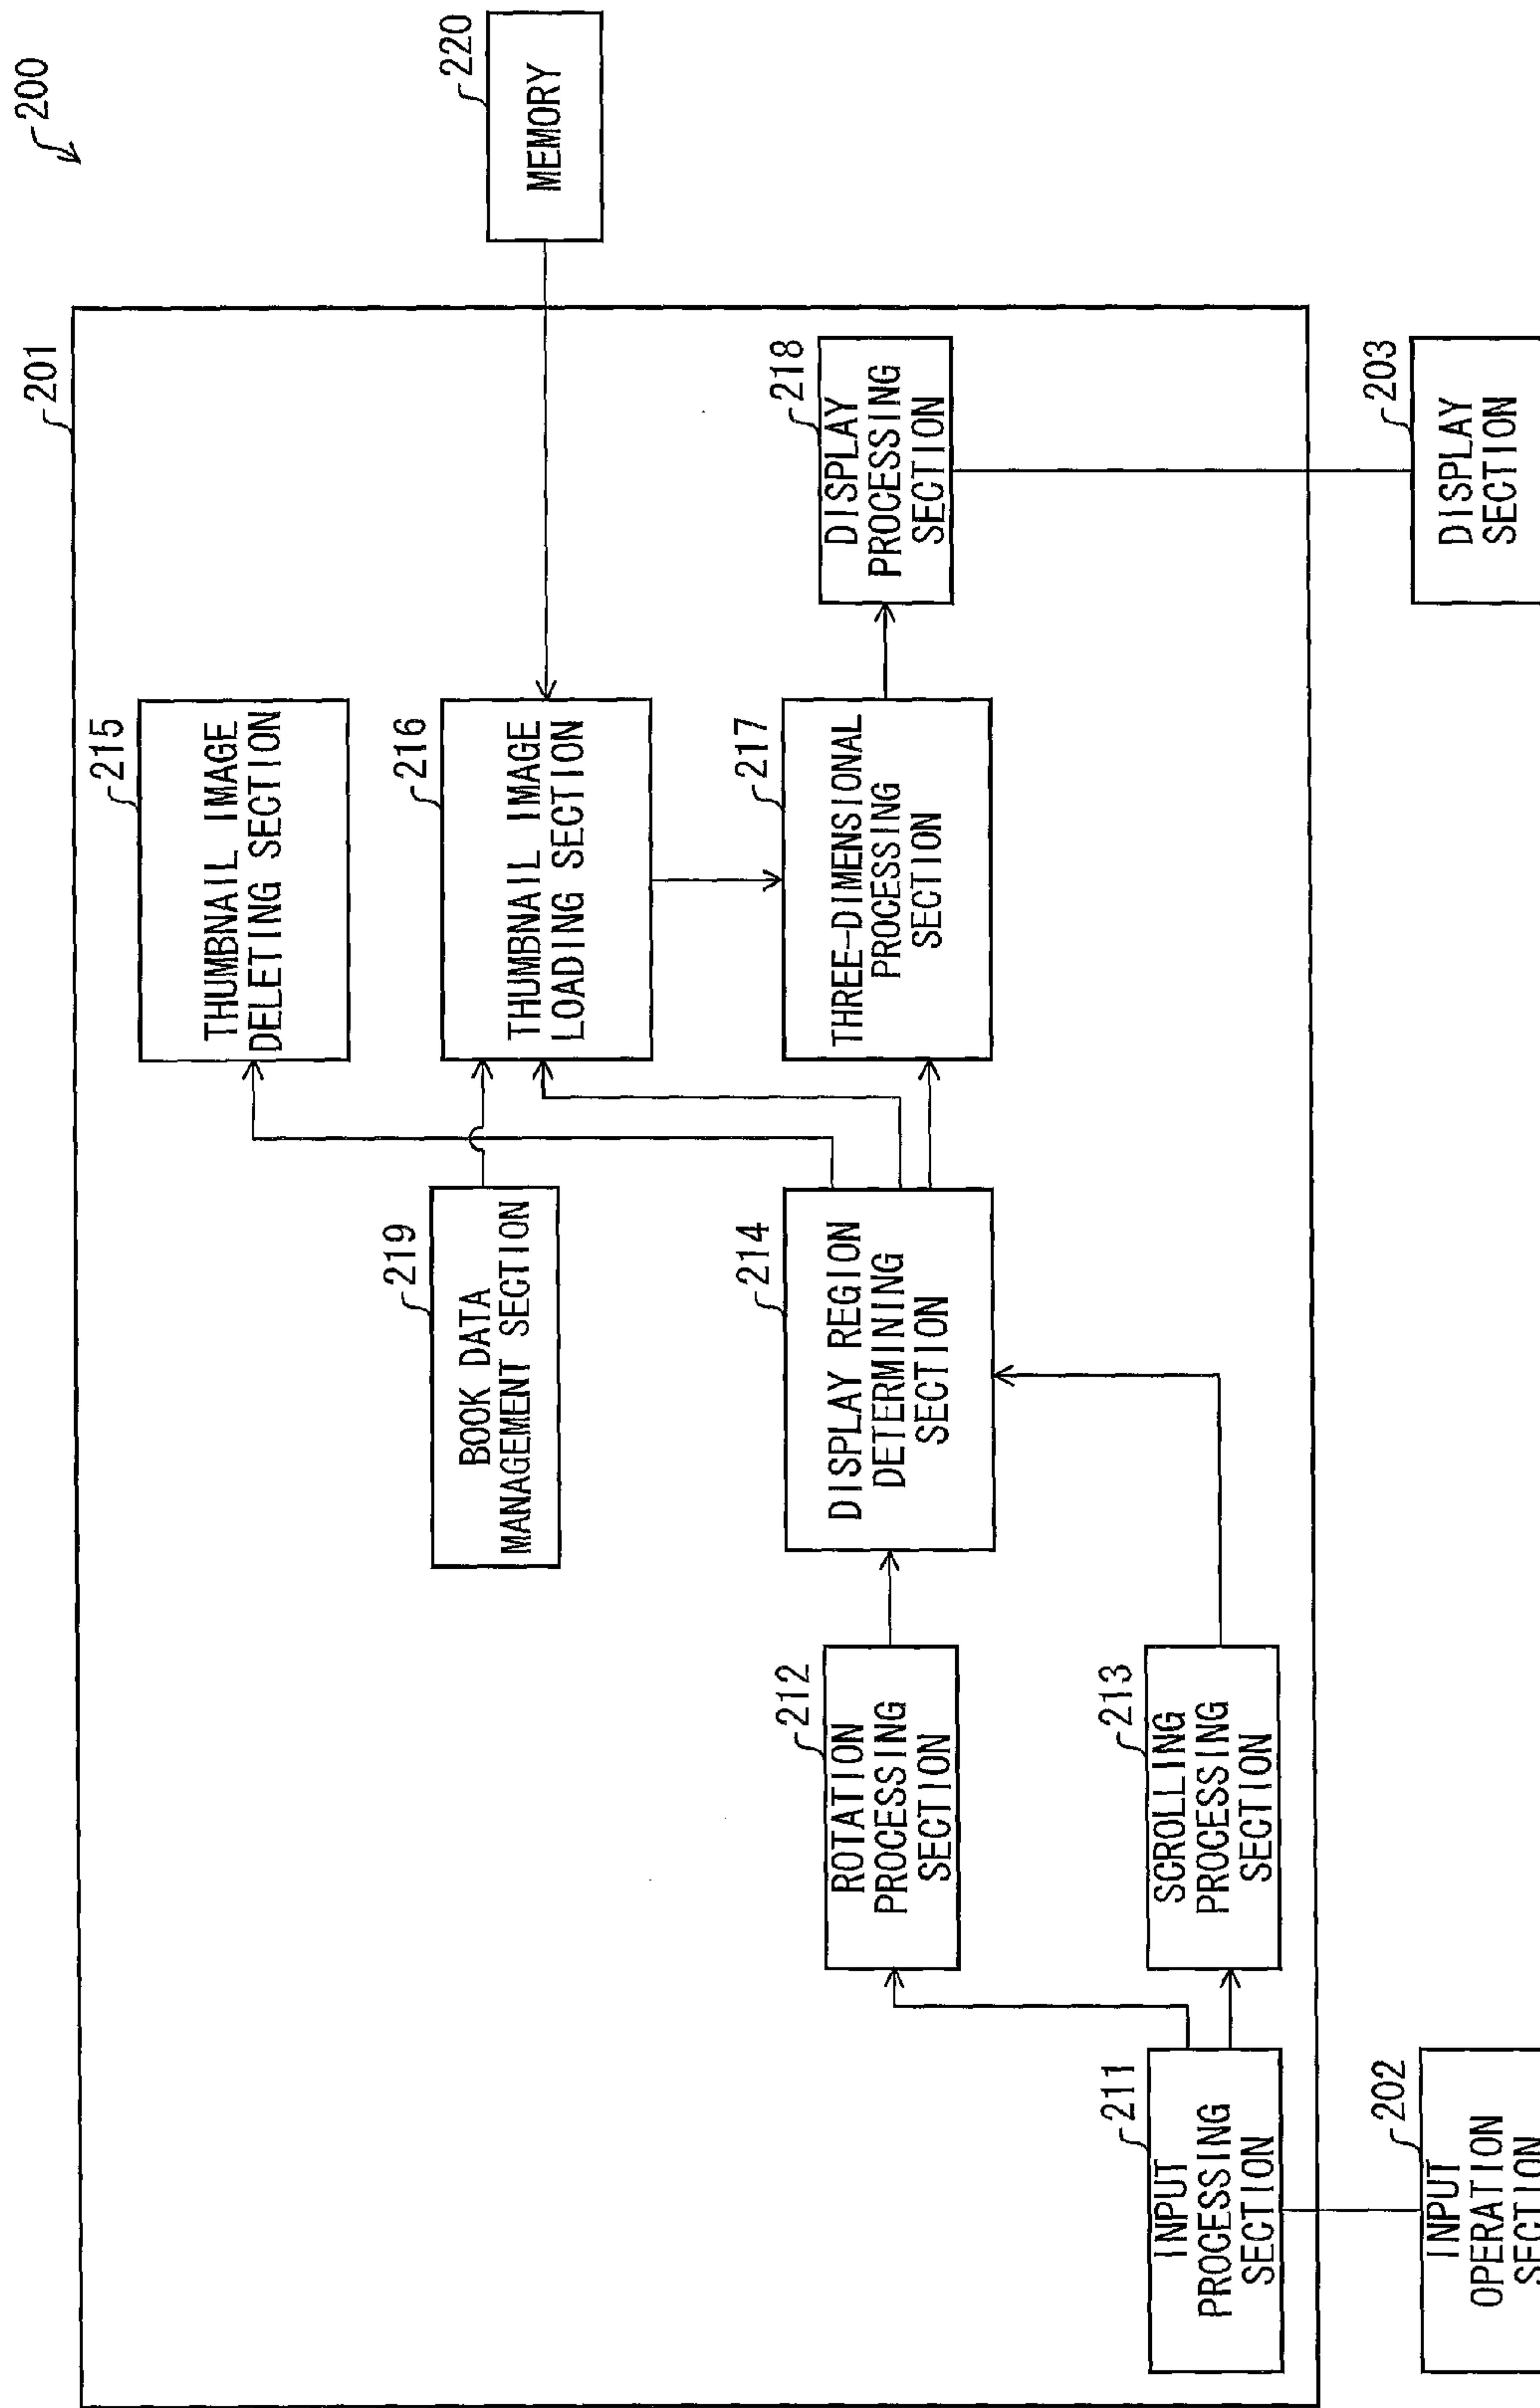 200
201
220
MEMORY
215
THUMBNAIL IMAGE
DELETING SECTION
219
BOOK DATA
MANAGEMENT SECTION
216
THUMBNAIL IMAGE
LOADING SECTION
212
ROTATION
PROCESSING
SECTION
214
DISPLAY REGION
DETERMINING
SECTION
217
THREE-DIMENSIONAL
PROCESSING
SECTION
218
DISPLAY
PROCESSING
SECTION
211
INPUT
PROCESSING
SECTION
213
SCROLLING
PROCESSING
SECTION
202
INPUT
OPERATION
SECTION
203
DISPLAY
SECTION